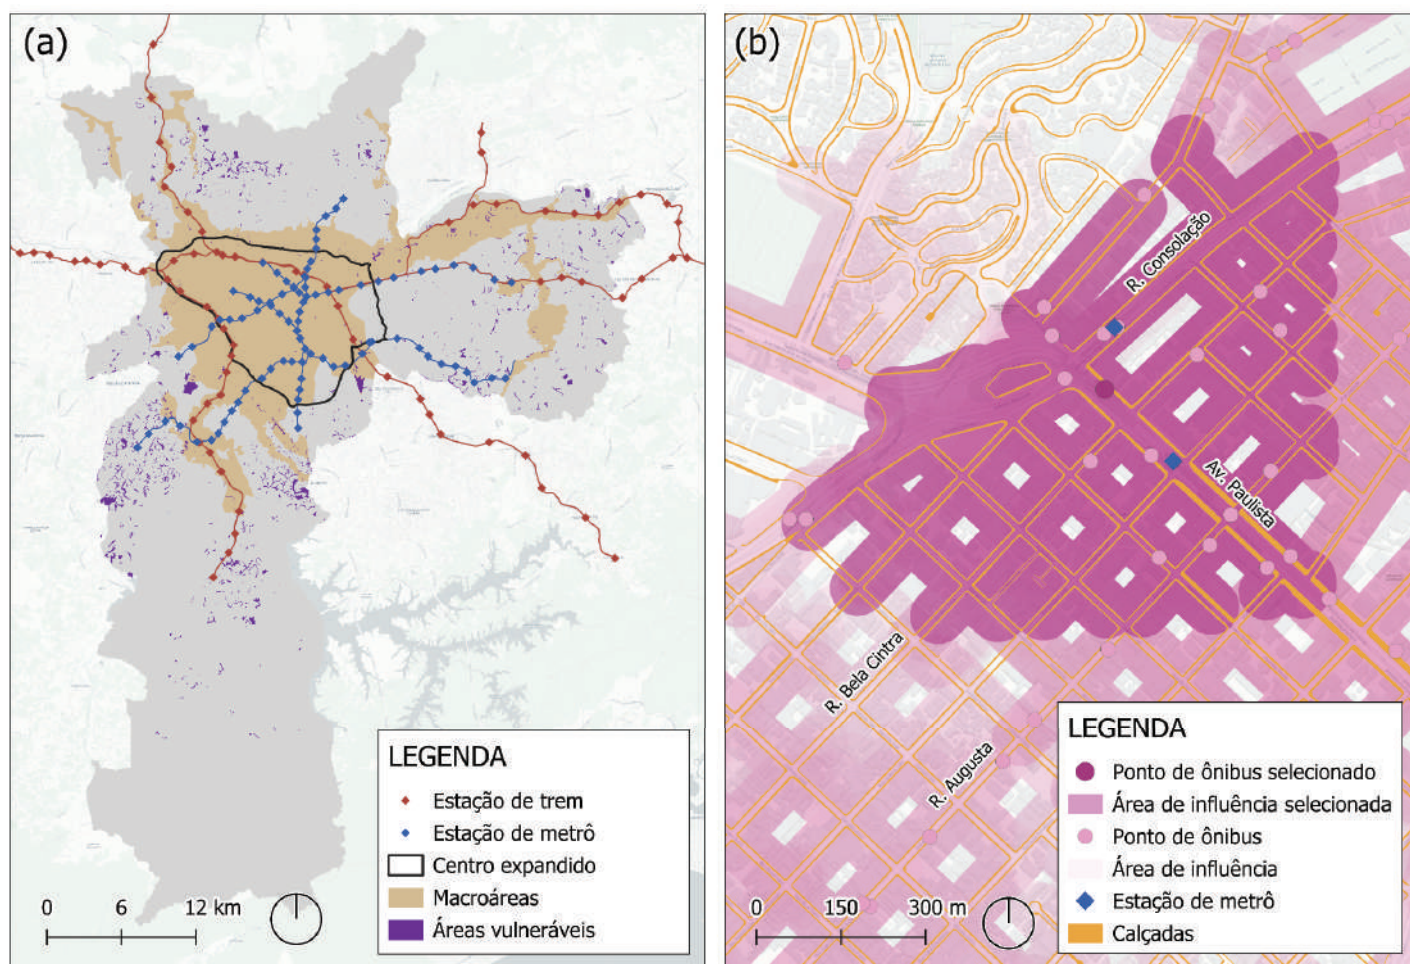 (a)
LEGENDA
Estação de trem
Estação de metrô
Centro expandido
Macroáreas
Áreas vulneráveis
0 6 12 km
(b)
R. Consolação
Av. Paulista
R. Bela Cintra
R. Augusta
LEGENDA
Ponto de ônibus selecionado
Área de influência selecionada
Ponto de ônibus
Área de influência
Estação de metrô
Calçadas
0 150 300 m